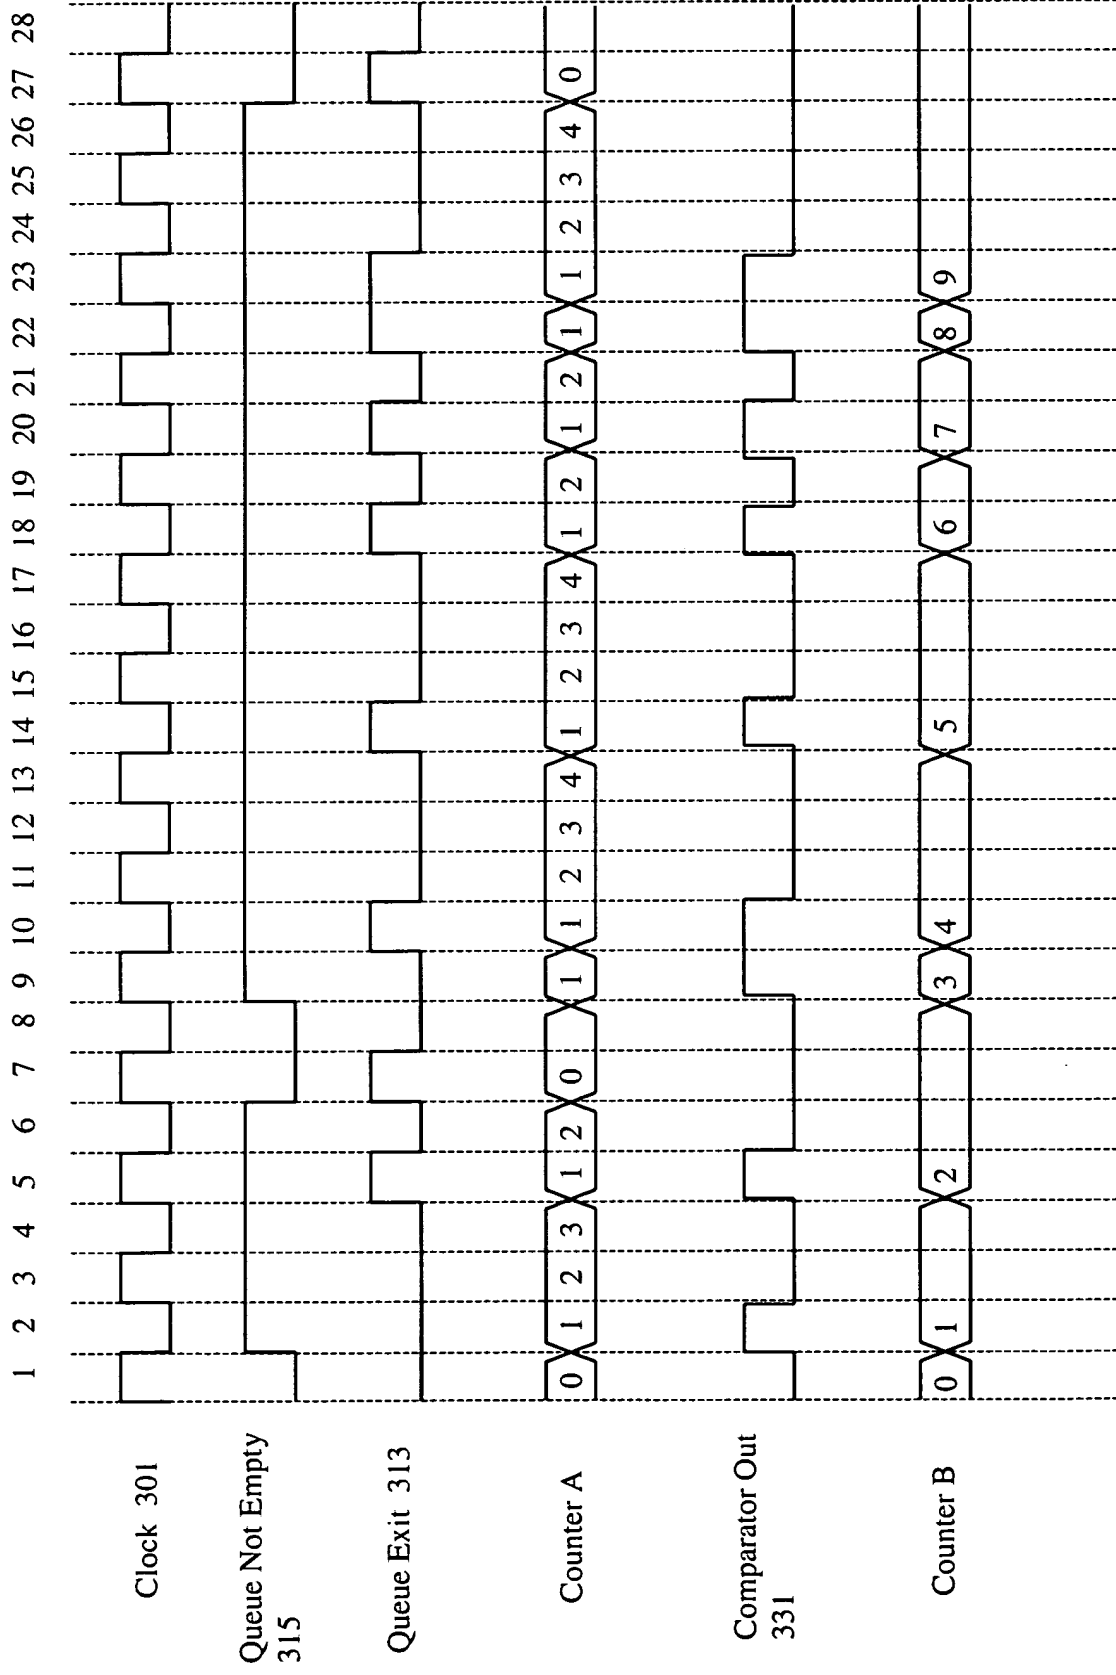 1 2 3 4 5 6 7 8 9 10 11 12 13 14 15 16 17 18 19 20 21 22 23 24 25 26 27 28
Clock 301
Queue Not Empty
315
Queue Exit 313
Counter A 0 1 2 3 1 2 0 1 1 2 3 4 1 2 3 4 1 2 1 2 1 1 2 3 4 0
Comparator Out
331
Counter B 0 1 2 3 4 5 6 7 8 9